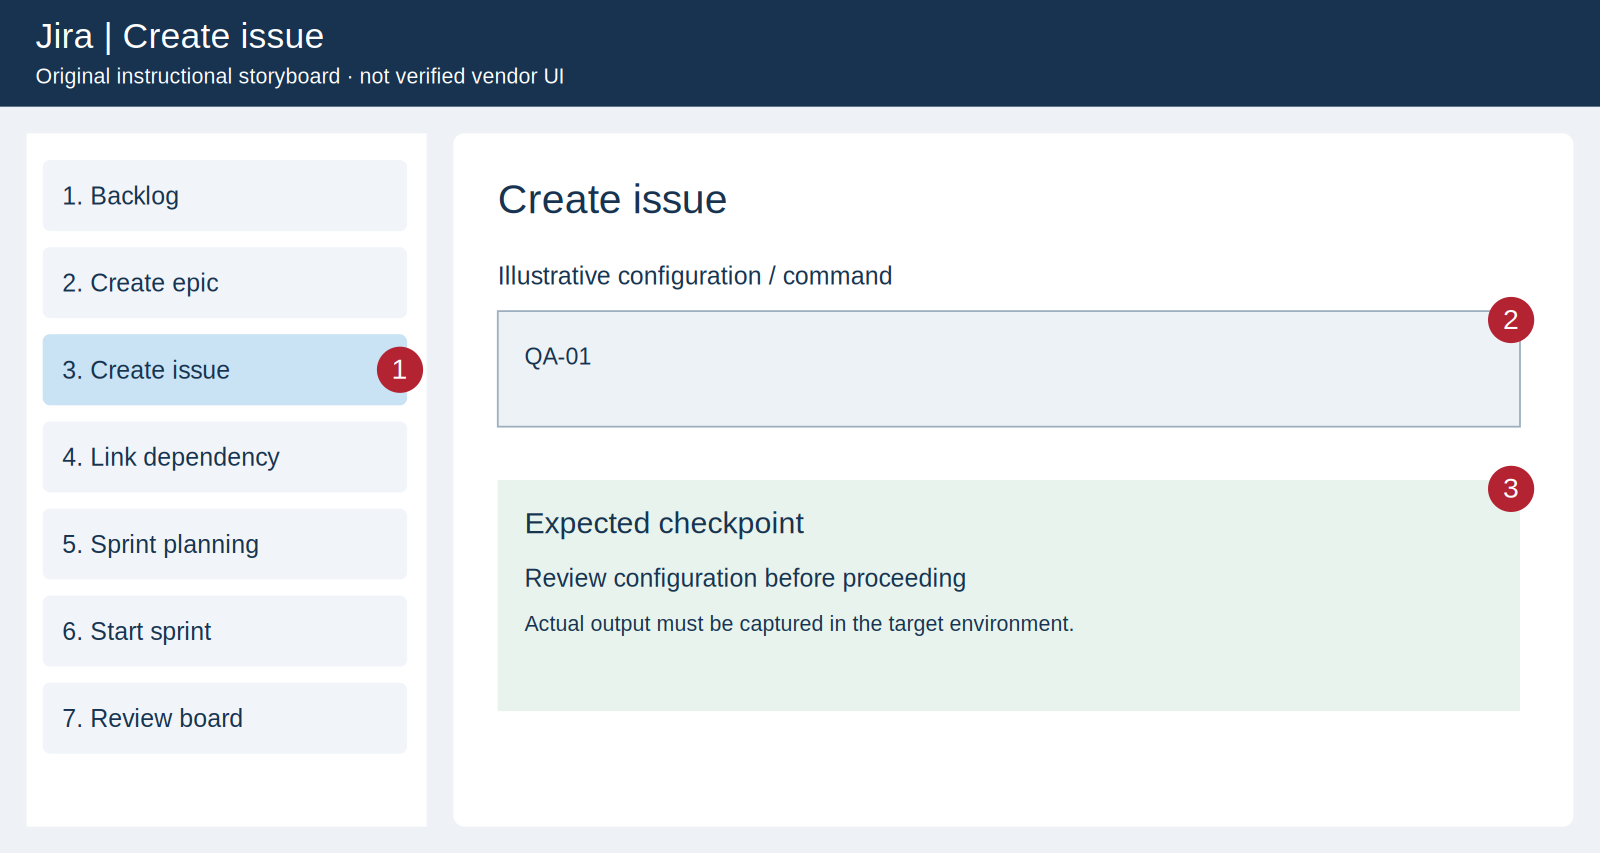 Jira | Create issue
Original instructional storyboard · not verified vendor UI
1. Backlog
2. Create epic
3. Create issue
1
4. Link dependency
5. Sprint planning
6. Start sprint
7. Review board
Create issue
Illustrative configuration / command
2
QA-01
3
Expected checkpoint
Review configuration before proceeding
Actual output must be captured in the target environment.